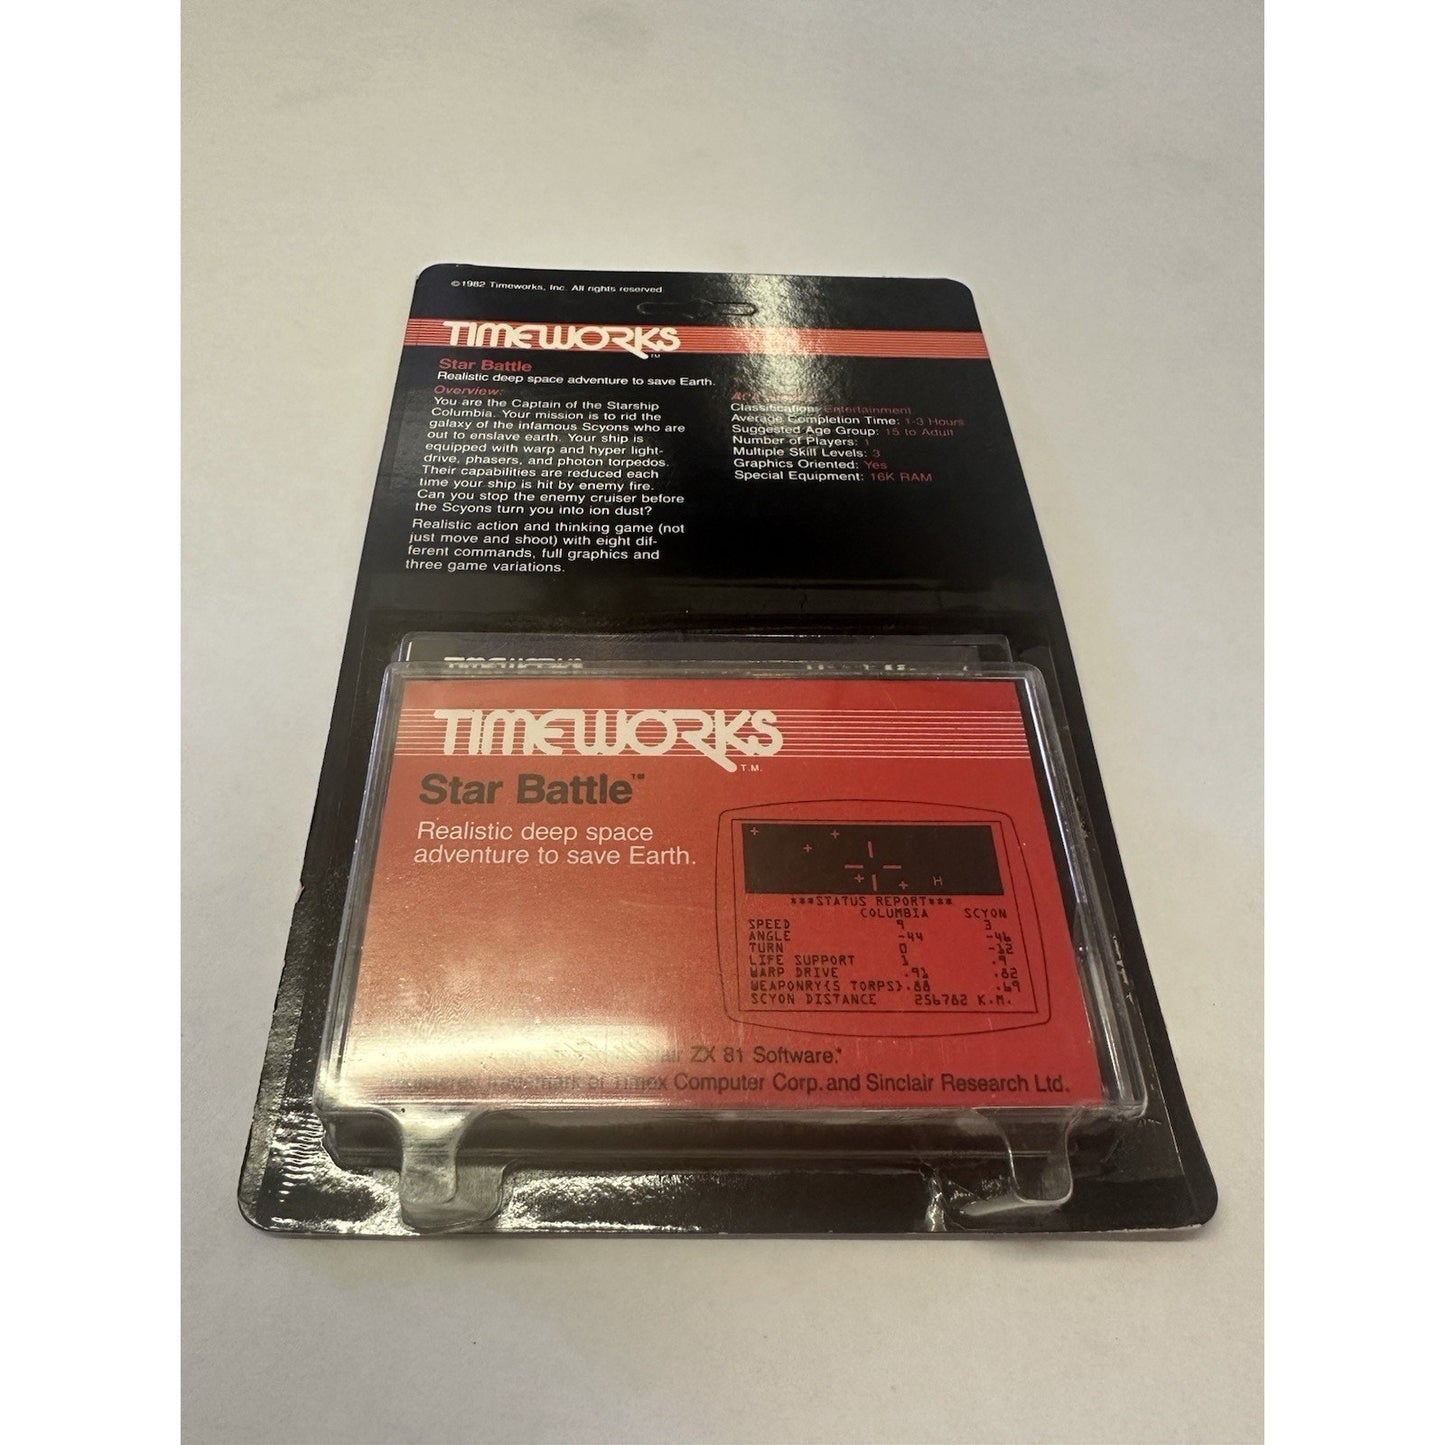 ©1982 Timeworks, Inc. All rights reserved
TIMEWORKS
TM
Star Battle
Realistic deep space adventure to save Earth.
Overview:
You are the Captain of the Starship
Columbia. Your mission is to rid the
galaxy of the infamous Scyons who are
out to enslave earth. Your ship is
equipped with warp and hyper light-
drive, phasers, and photon torpedos.
Their capabilities are reduced each
time your ship is hit by enemy fire.
Can you stop the enemy cruiser before
the Scyons turn you into ion dust?
Realistic action and thinking game (not
just move and shoot) with eight dif-
ferent commands, full graphics and
three game variations.
Classification: Entertainment
Average Completion Time: 1-3 Hours
Suggested Age Group: 15 to Adult
Number of Players: 1
Multiple Skill Levels: 3
Graphics Oriented: Yes
Special Equipment: 16K RAM
TIMEWORKS
TIMEWORKS
T.M.
Star Battle™
Realistic deep space
adventure to save Earth.
H
***STATUS REPORT***
COLUMBIA SCYON
SPEED 9 3
ANGLE -44 -46
TURN 0 -12
LIFE SUPPORT 1 .9
WARP DRIVE .91 .82
WEAPONRY(5 TORPS).88 .69
SCYON DISTANCE 256782 K.M.
ZX 81 Software.*
trademark of Timex Computer Corp. and Sinclair Research Ltd.